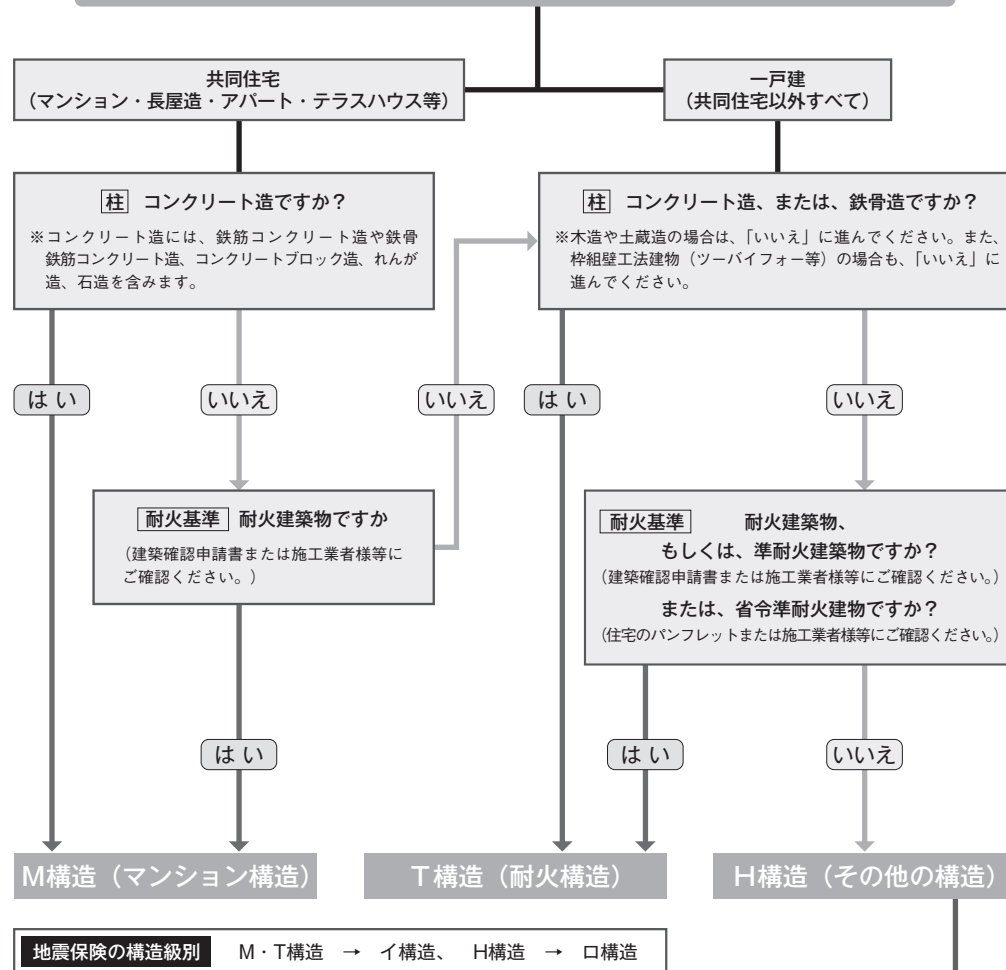 共同住宅
（マンション・長屋造・アパート・テラスハウス等）
一戸建
（共同住宅以外すべて）
柱 コンクリート造ですか？
※コンクリート造には、鉄筋コンクリート造や鉄骨
鉄筋コンクリート造、コンクリートブロック造、れんが
造、石造を含みます。
柱 コンクリート造、または、鉄骨造ですか？
※木造や土蔵造の場合は、「いいえ」に進んでください。また、
枠組壁工法建物（ツーバイフォー等）の場合も、「いいえ」に
進んでください。
はい
いいえ
いいえ
はい
いいえ
耐火基準 耐火建築物ですか
（建築確認申請書または施工業者様等に
ご確認ください。）
耐火基準 耐火建築物、
もしくは、準耐火建築物ですか？
（建築確認申請書または施工業者様等にご確認ください。）
または、省令準耐火建物ですか？
（住宅のパンフレットまたは施工業者様等にご確認ください。）
はい
はい
いいえ
M構造（マンション構造）
T構造（耐火構造）
H構造（その他の構造）
地震保険の構造級別 M・T構造 → イ構造、 H構造 → ロ構造